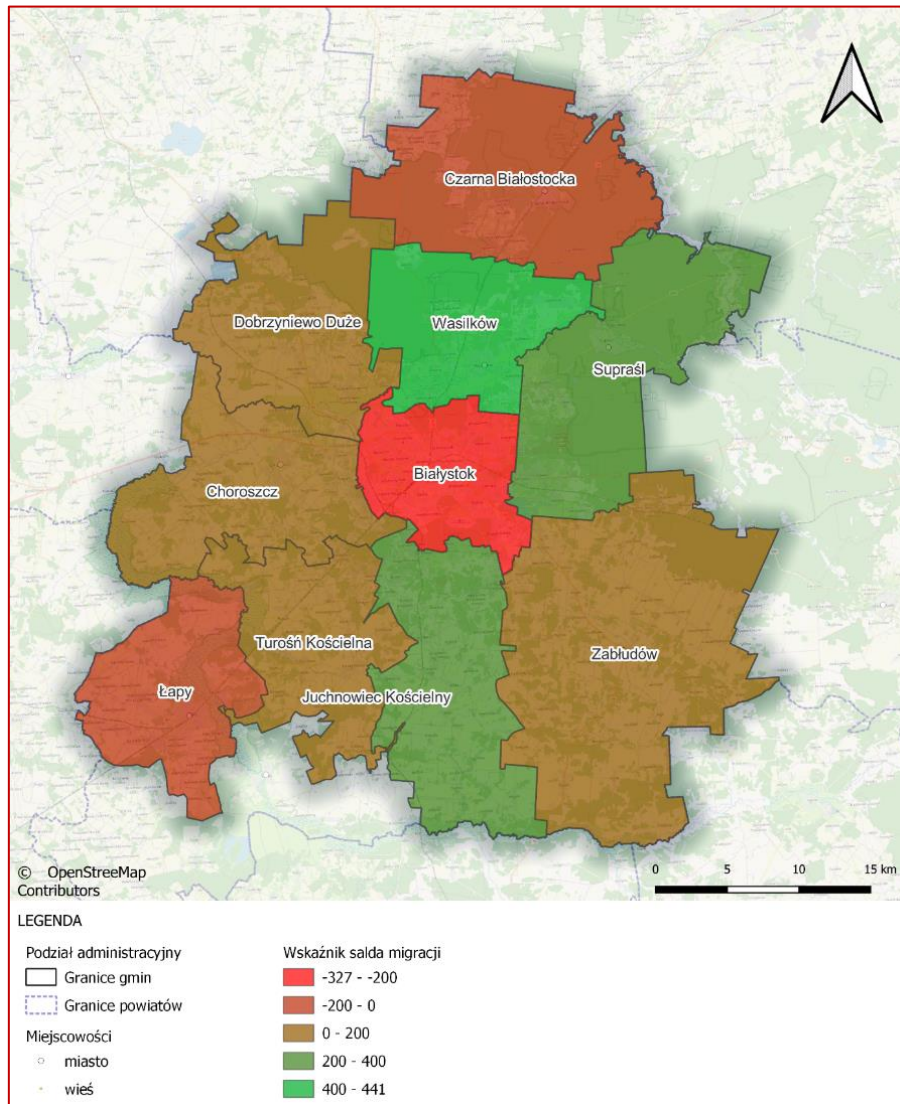 Czarna Białostocka
Dobrzyniewo Duże
Wasilków
Supraśl
Białystok
Choroszcz
Turośń Kościelna
Zabłudów
Łapy
Juchnowiec Kościelny
© OpenStreetMap
Contributors
0 5 10 15 km
LEGENDA
Podział administracyjny
Granice gmin
Granice powiatów
Miejscowości
miasto
wieś
Wskaźnik salda migracji
-327 - -200
-200 - 0
0 - 200
200 - 400
400 - 441